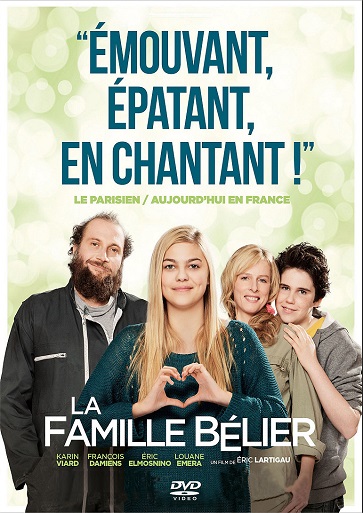 “ÉMOUVANT,
ÉPATANT,
EN CHANTANT !”
LE PARISIEN / AUJOURD'HUI EN FRANCE
LA
FAMILLE BÉLIER
KARIN VIARD FRANÇOIS DAMIENS ÉRIC ELMOSNINO LOUANE EMERA UN FILM DE ÉRIC LARTIGAU
DVD
VIDEO